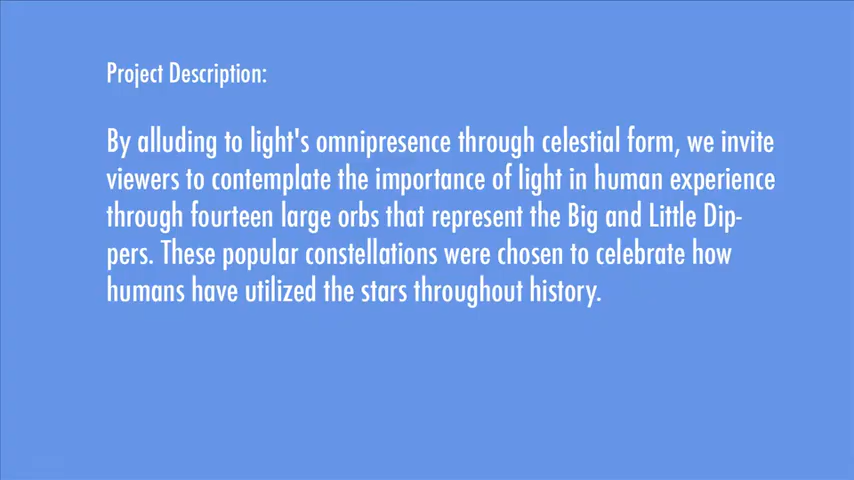 Project Description:
By alluding to light's omnipresence through celestial form, we invite
viewers to contemplate the importance of light in human experience
through fourteen large orbs that represent the Big and Little Dip-
pers. These popular constellations were chosen to celebrate how
humans have utilized the stars throughout history.